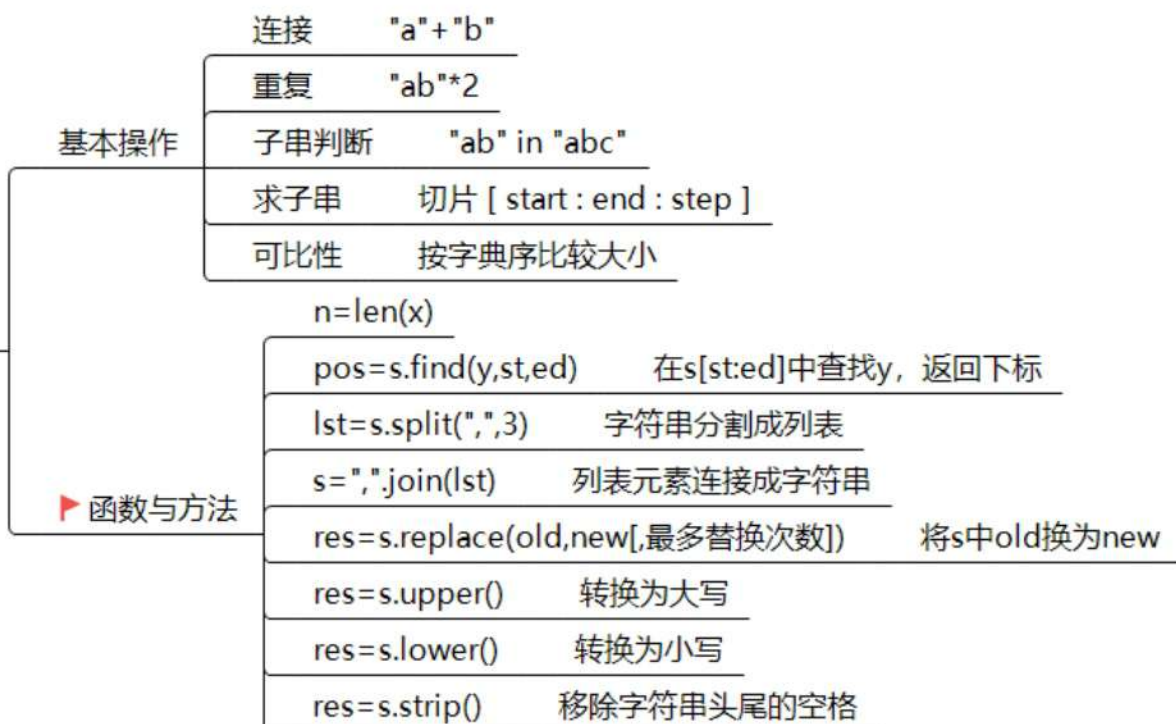 连接 "a"+"b"
重复 "ab"*2
基本操作 子串判断 "ab" in "abc"
求子串 切片 [ start : end : step ]
可比性 按字典序比较大小
n=len(x)
pos=s.find(y,st,ed) 在s[st:ed]中查找y，返回下标
lst=s.split(",",3) 字符串分割成列表
s=",".join(lst) 列表元素连接成字符串
函数与方法
res=s.replace(old,new[,最多替换次数]) 将s中old换为new
res=s.upper() 转换为大写
res=s.lower() 转换为小写
res=s.strip() 移除字符串头尾的空格